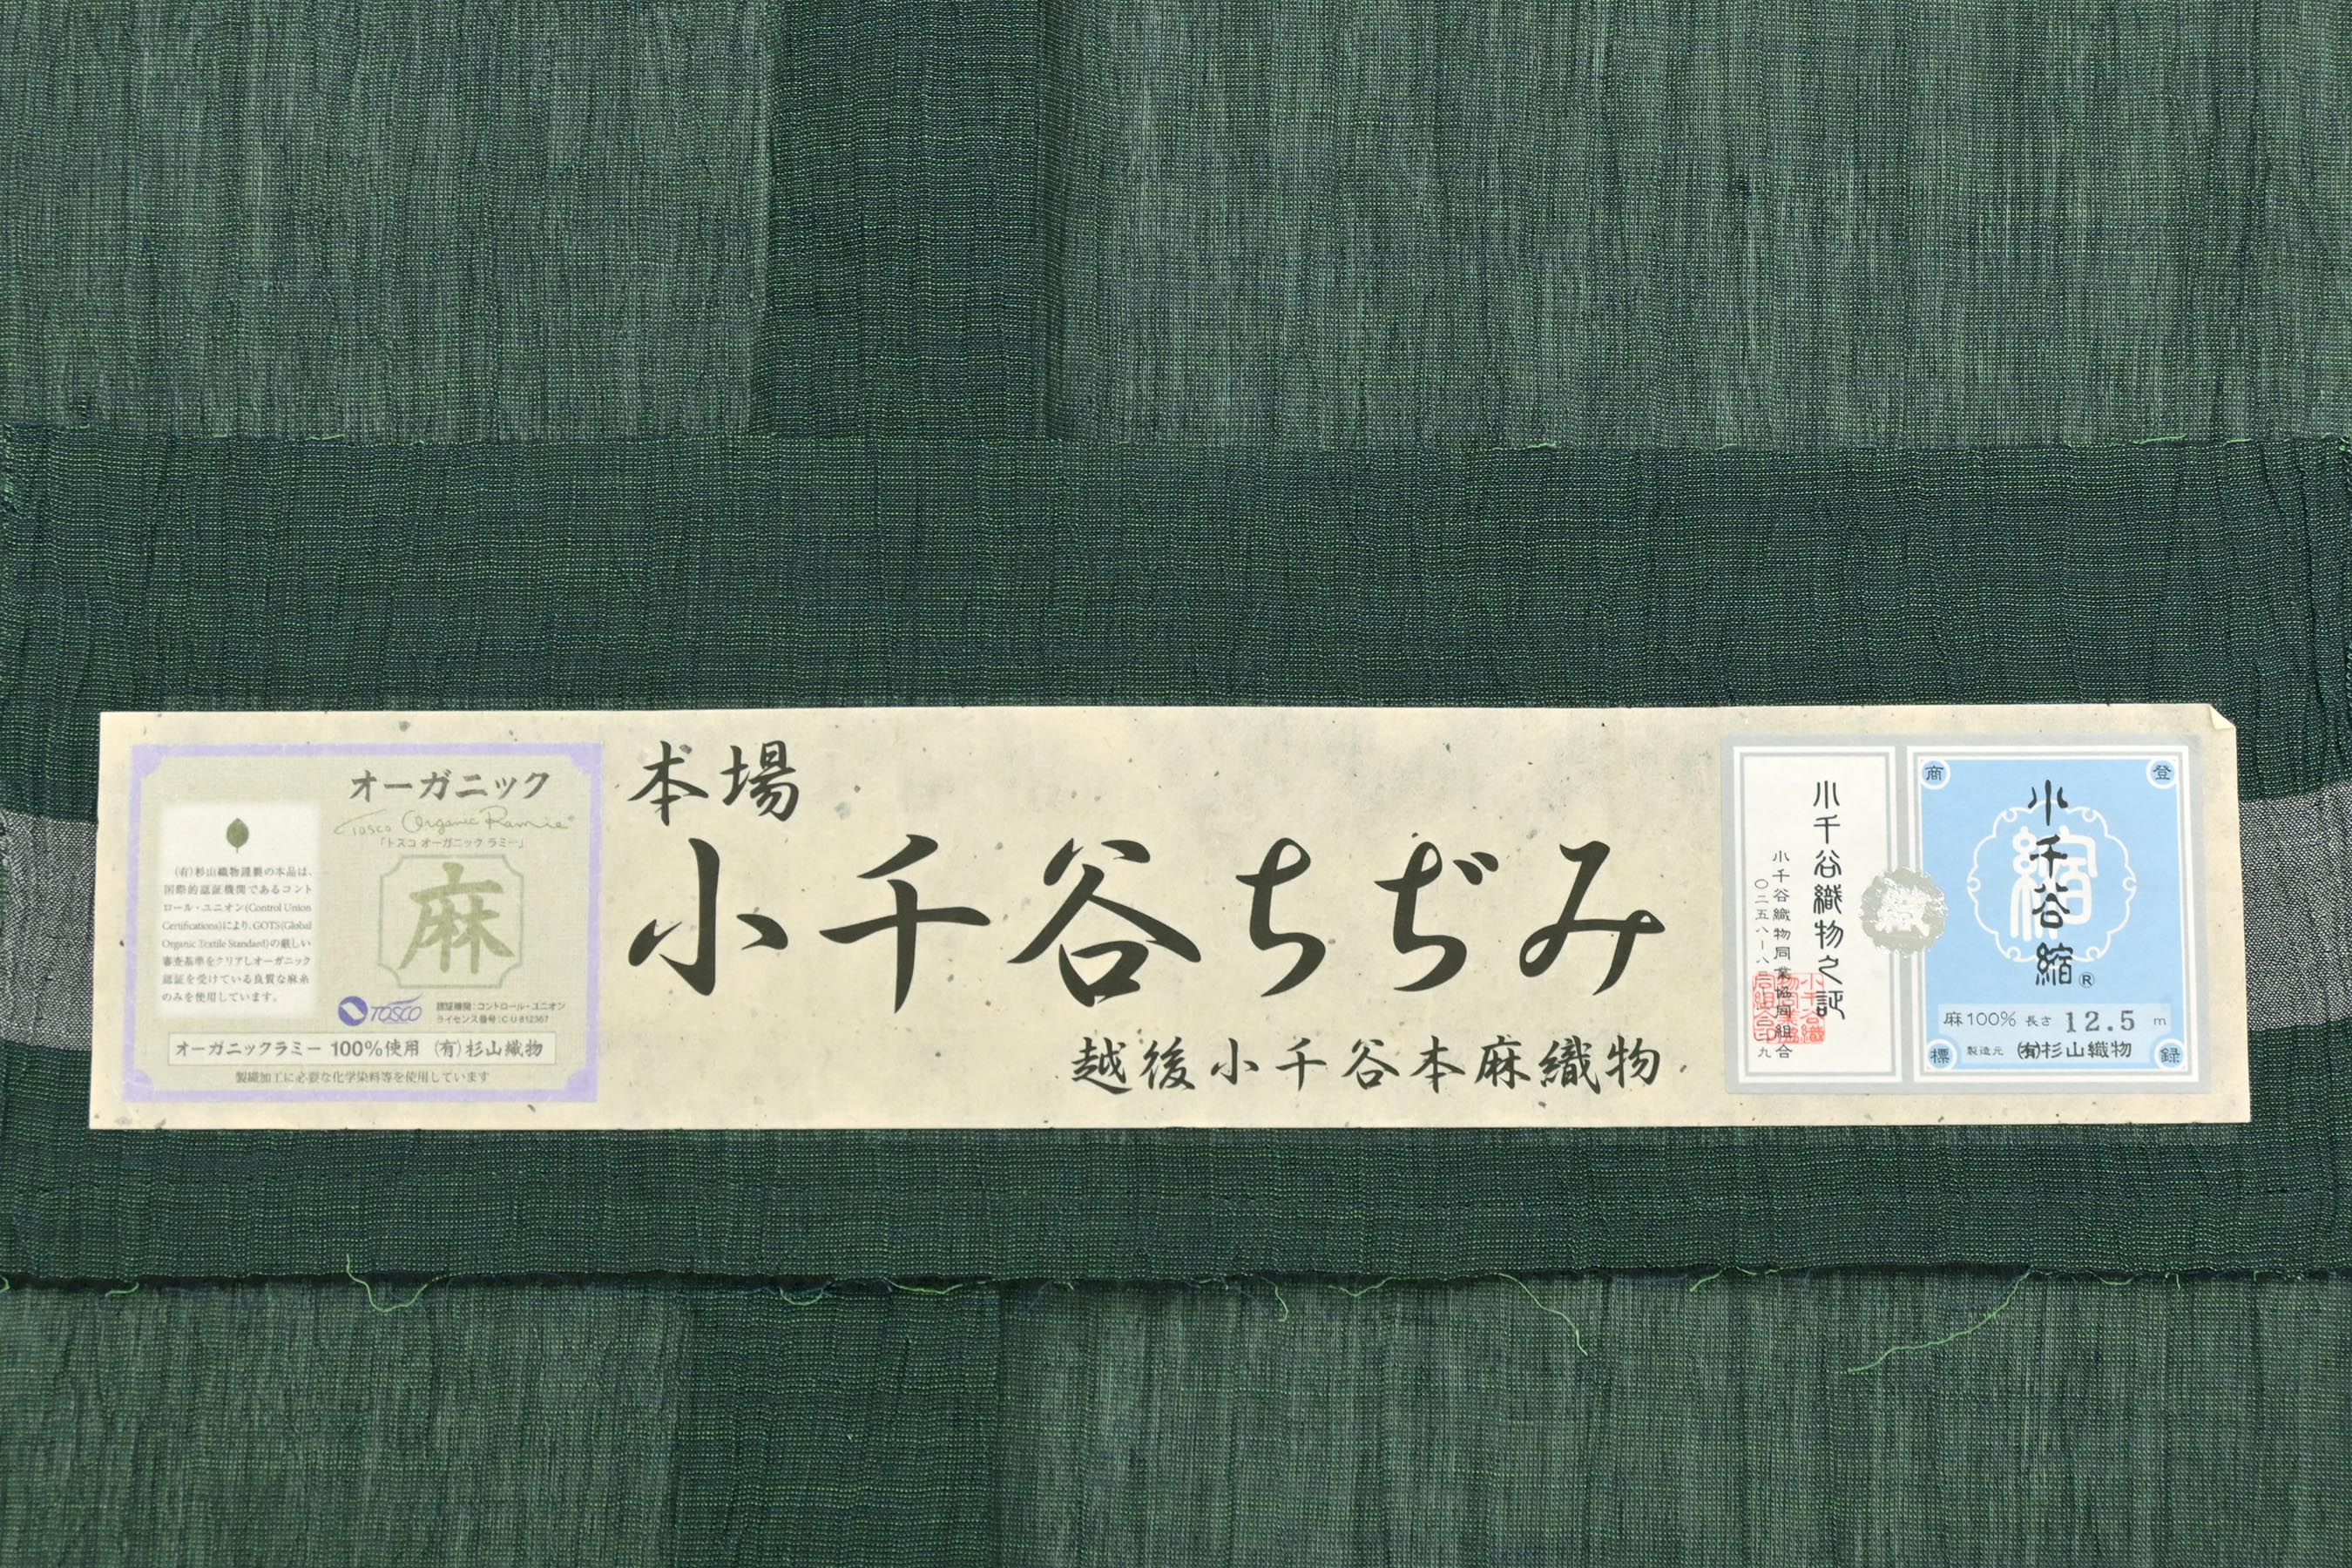 オーガニック
Tosco Organic Ramie
「トスコ オーガニック ラミー」
麻
(有)杉山織物謹製の本品は、
国際的認証機関であるコント
ロール・ユニオン(Control Union
Certifications)により、GOTS(Global
Organic Textile Standard)の厳しい
審査基準をクリアしオーガニック
認証を受けている良質な麻糸
のみを使用しています。
TOSCO
認証機関:コントロール・ユニオン
ライセンス番号:CU812367
オーガニックラミー 100%使用 (有)杉山織物
製織加工に必要な化学染料等を使用しています
本場
小千谷ちぢみ
越後小千谷本麻織物
小千谷織物之証
小千谷織物同業協同組合
登
録
商
標
小千谷縮®
縮
麻100% 長さ 12.5 m
製造元 (有)杉山織物